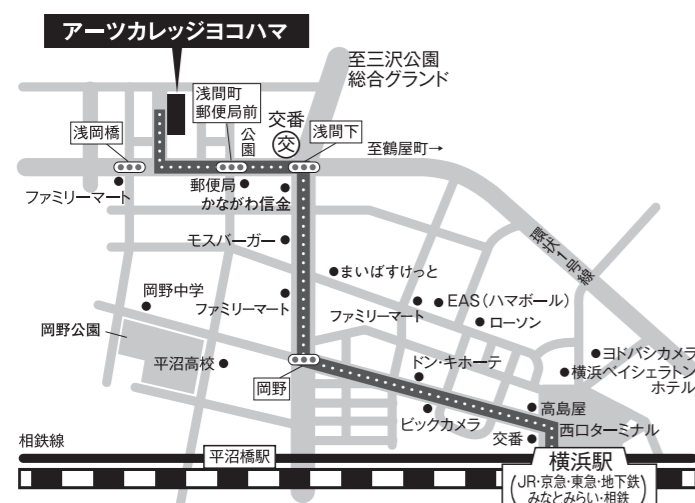 アーツカレッジヨコハマ
至三沢公園
総合グランド
浅間町
郵便局前
交番
交
浅岡橋
公園
浅間下
至鶴屋町→
ファミリーマート
郵便局
かながわ信金
モスバーガー
環状1号線
まいばすけっと
岡野中学
ファミリーマート
ファミリーマート
EAS(ハマボール)
ローソン
岡野公園
平沼高校
岡野
ドン・キホーテ
ヨドバシカメラ
横浜ベイシェラトン
ホテル
ビックカメラ
高島屋
交番
西口ターミナル
相鉄線
平沼橋駅
横浜駅
(JR・京急・東急・地下鉄
みなとみらい・相鉄)